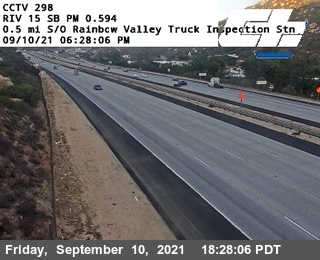 CCTV 298
RIV 15 SB PM 0.594
0.5 mi S/O Rainbcw Valley Truck Inspection Stn
09/10/21 06:28:06 PM
Friday, September 10, 2021 18:28:06 PDT